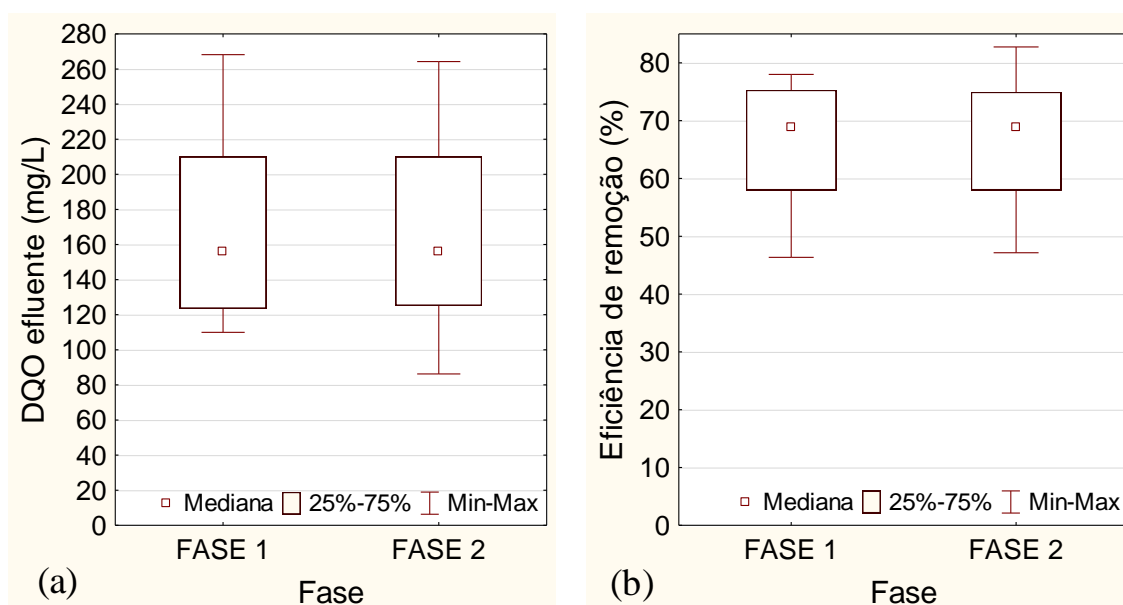 DQO efluente (mg/L)
280
260
240
220
200
180
160
140
120
100
80
60
40
20
0
Mediana 25%-75% Min-Max
FASE 1 FASE 2
Fase
(a)
Eficiência de remoção (%)
80
70
60
50
40
30
20
10
0
Mediana 25%-75% Min-Max
FASE 1 FASE 2
Fase
(b)